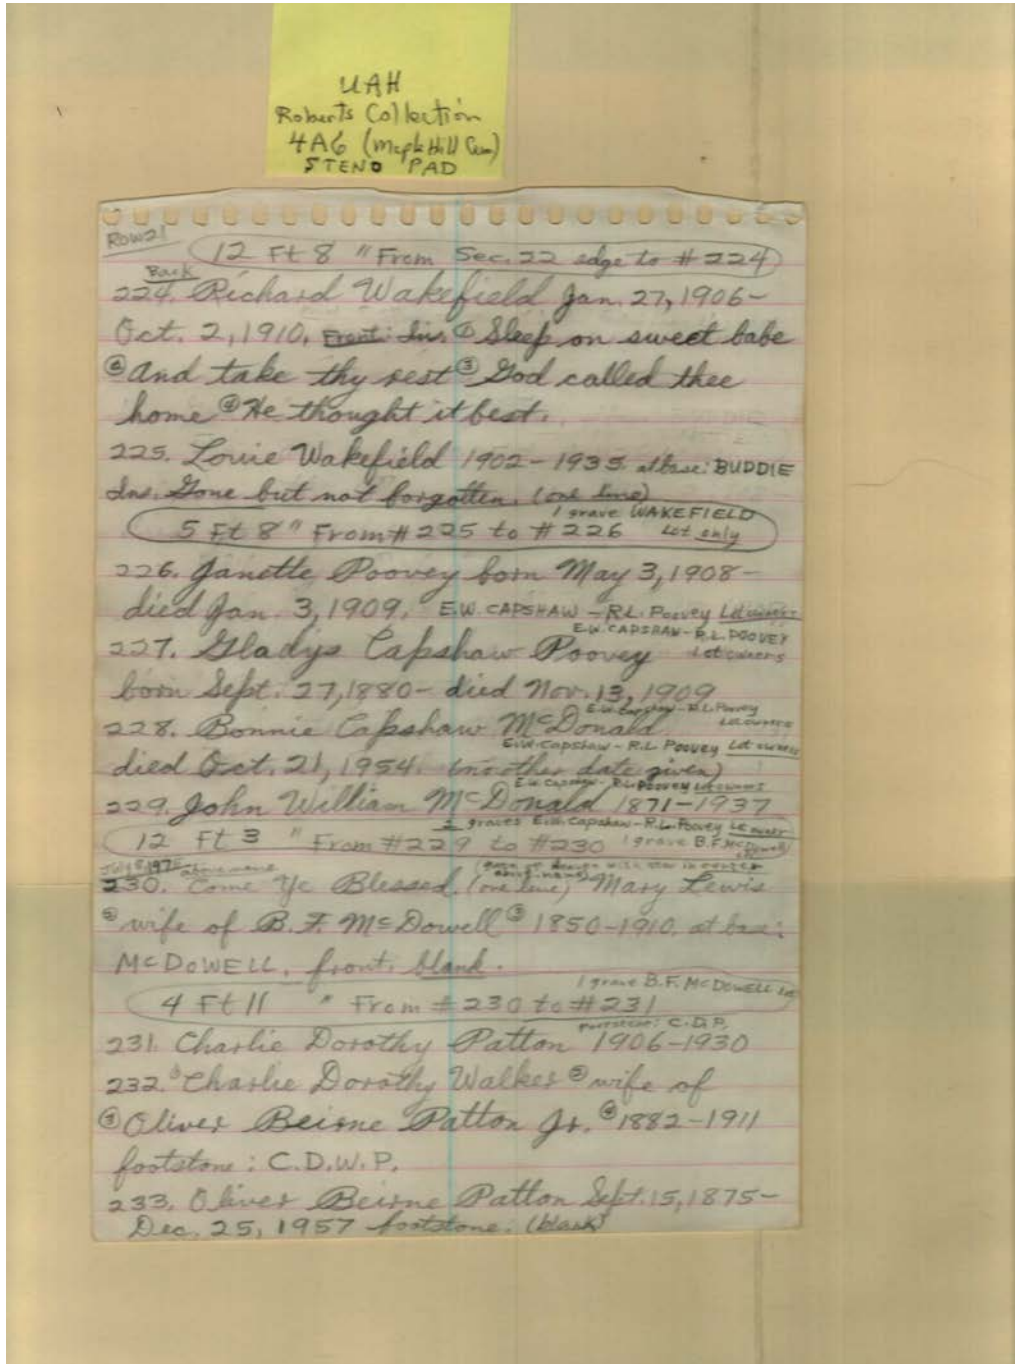 UAH
Roberts Collection
4A6 (Maple Hill Cem)
STENO PAD
Row 21
12 Ft 8 " From Sec. 22 edge to # 224
Back
224. Richard Wakefield Jan. 27, 1906-
Oct. 2, 1910. Front: Ins. ① Sleep on sweet babe
② And take thy rest ③ God called thee
home ④ He thought it best.
225. Louie Wakefield 1902-1935. at base: BUDDIE
Ins. Gone but not forgotten. (one line)
1 grave WAKEFIELD
5 Ft 8 " From # 225 to # 226 Lot only
226. Janette Poovey born May 3, 1908-
died Jan. 3, 1909. E.W. CAPSHAW - R.L. Poovey Lot owners
E.W. CAPSHAW - R.L. POOVEY
227. Gladys Capshaw Poovey Lot owners
born Sept. 27, 1880- died Nov. 13, 1909
E.W. Capshaw - R.L. Poovey
228. Bonnie Capshaw McDonald Lot owners
E.W. Capshaw - R.L. Poovey Lot owners
died Oct. 21, 1954. (no other date given)
E.W. Capshaw - R.L. Poovey Lot owners
229. John William McDonald 1871-1937
2 graves E.W. Capshaw - R.L. Poovey Lot owner
12 Ft 3 " From # 229 to # 230 1 grave B.F. McDowell
above name
230. Come Ye Blessed. (one line) Mary Lewis
② wife of B.F. McDowell ③ 1850-1910. at base:
McDOWELL. front. blank.
1 grave B.F. McDOWELL Lot
4 Ft 11 " From # 230 to # 231
footstone: C.D.P.
231. Charlie Dorothy Patton 1906-1930
232. Charlie Dorothy Walker ② wife of
③ Oliver Beirne Patton Jr. ④ 1882-1911
footstone: C.D.W.P.
233. Oliver Beirne Patton Sept. 15, 1875-
Dec. 25, 1957 footstone. (blank)